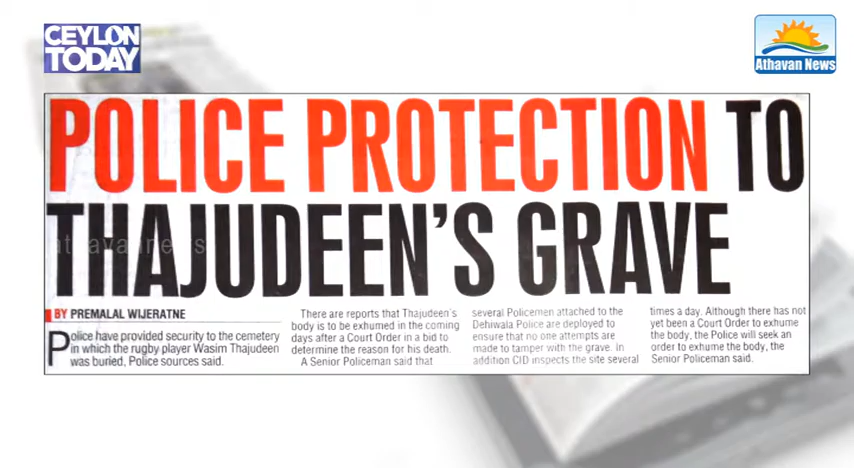 CEYLON
TODAY
Athavan News
POLICE PROTECTION TO
THAJUDEEN'S GRAVE
athavannews
BY PREMALAL WIJERATNE
Police have provided security to the cemetery
in which the rugby player Wasim Thajudeen
was buried, Police sources said.
There are reports that Thajudeen's
body is to be exhumed in the coming
days after a Court Order in a bid to
determine the reason for his death.
A Senior Policeman said that
several Policemen attached to the
Dehiwala Police are deployed to
ensure that no one attempts are
made to tamper with the grave. In
addition CID inspects the site several
times a day. Although there has not
yet been a Court Order to exhume
the body, the Police will seek an
order to exhume the body, the
Senior Policeman said.